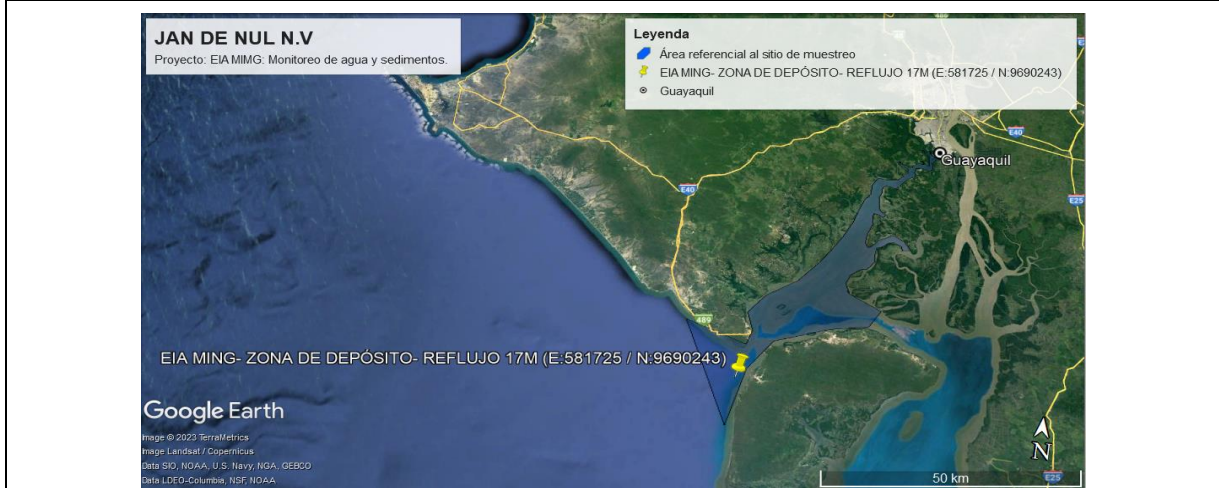 JAN DE NUL N.V
Proyecto: EIA MIMG: Monitoreo de agua y sedimentos.
Leyenda
Área referencial al sitio de muestreo
EIA MING- ZONA DE DEPÓSITO- REFLUJO 17M (E:581725 / N:9690243)
Guayaquil
489
E
E40
Guayaquil
E40
E25
489
EIA MING- ZONA DE DEPÓSITO- REFLUJO 17M (E:581725 / N:9690243)
Google Earth
Image © 2023 TerraMetrics
Image Landsat / Copernicus
Data SIO, NOAA, U.S. Navy, NGA, GEBCO
Data LDEO-Columbia, NSF, NOAA
N
50 km
E25